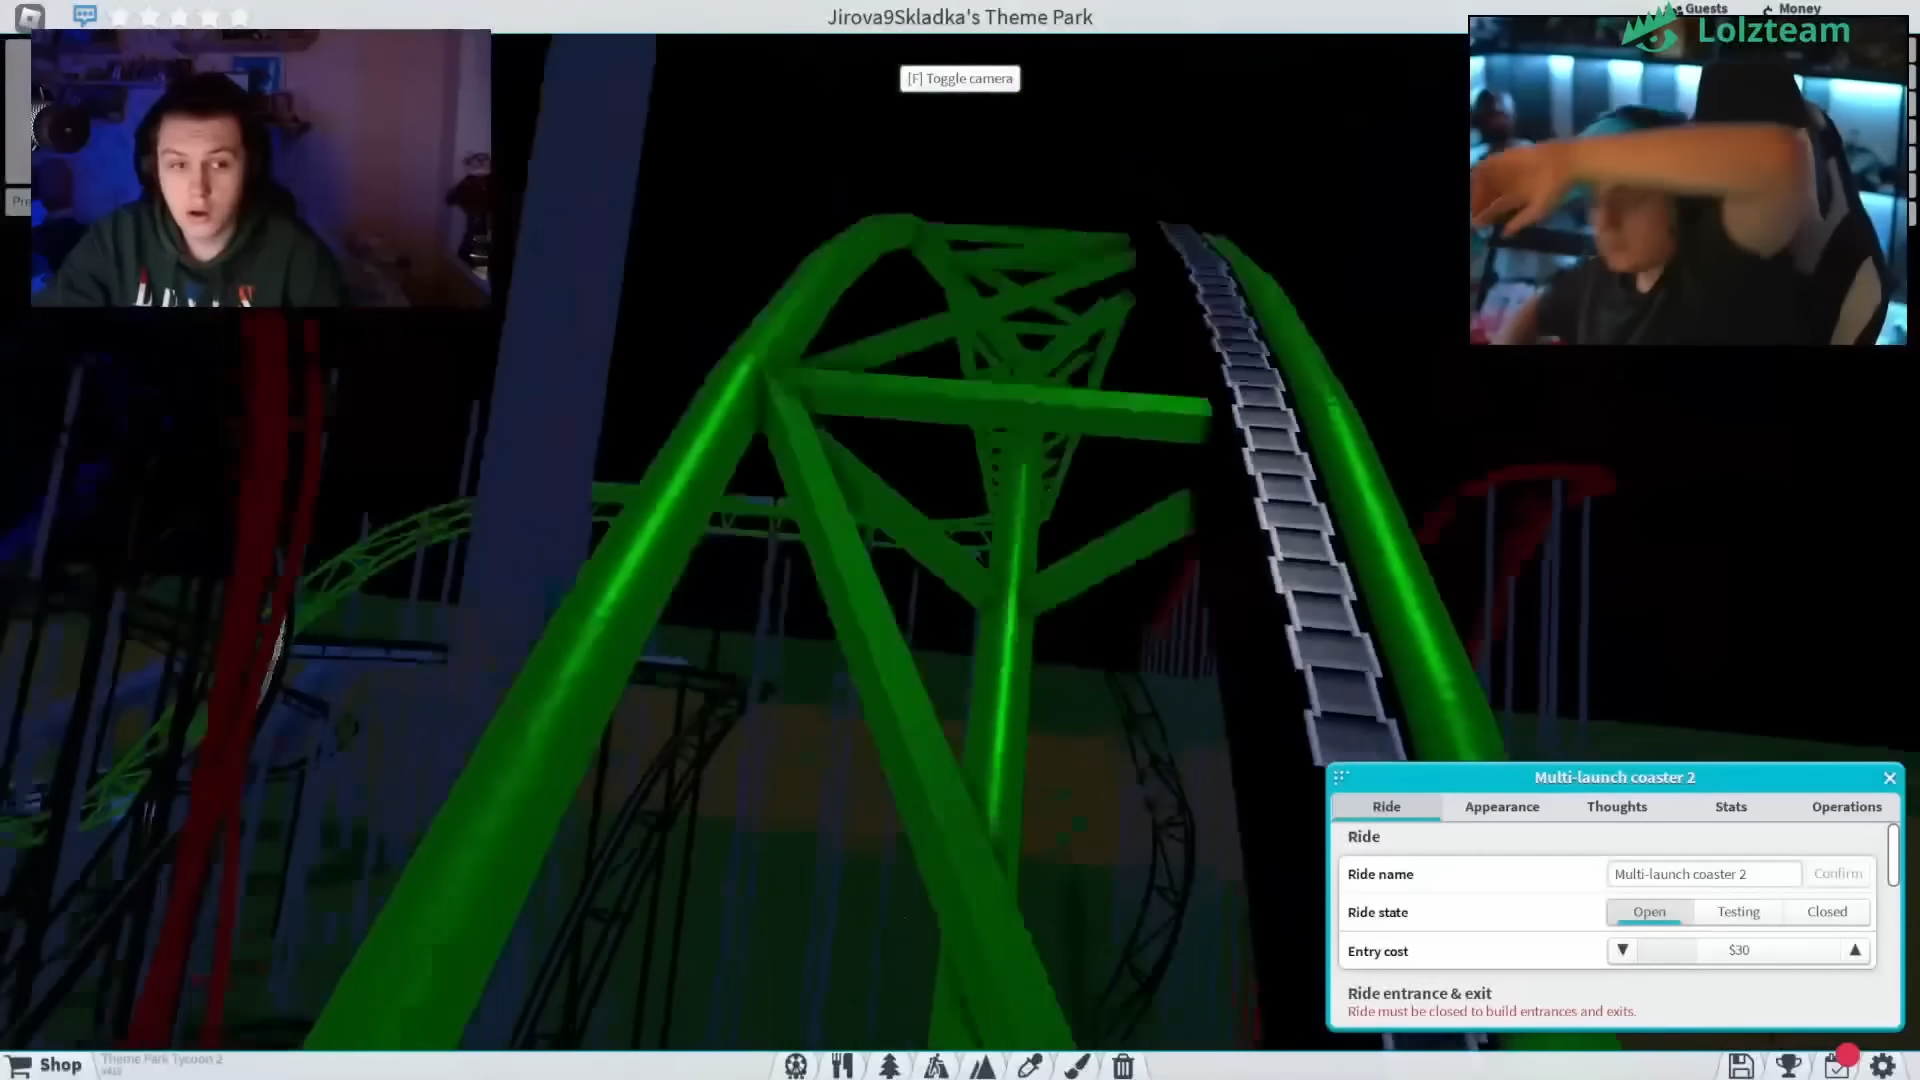 Jirova9Skladka's Theme Park
Guests
Money
Lolzteam
[F] Toggle camera
Pre
Multi-launch coaster 2
Ride
Appearance
Thoughts
Stats
Operations
Ride
Ride name
Multi-launch coaster 2
Confirm
Ride state
Open
Testing
Closed
Entry cost
$30
Ride entrance & exit
Ride must be closed to build entrances and exits.
Shop
Theme Park Tycoon 2